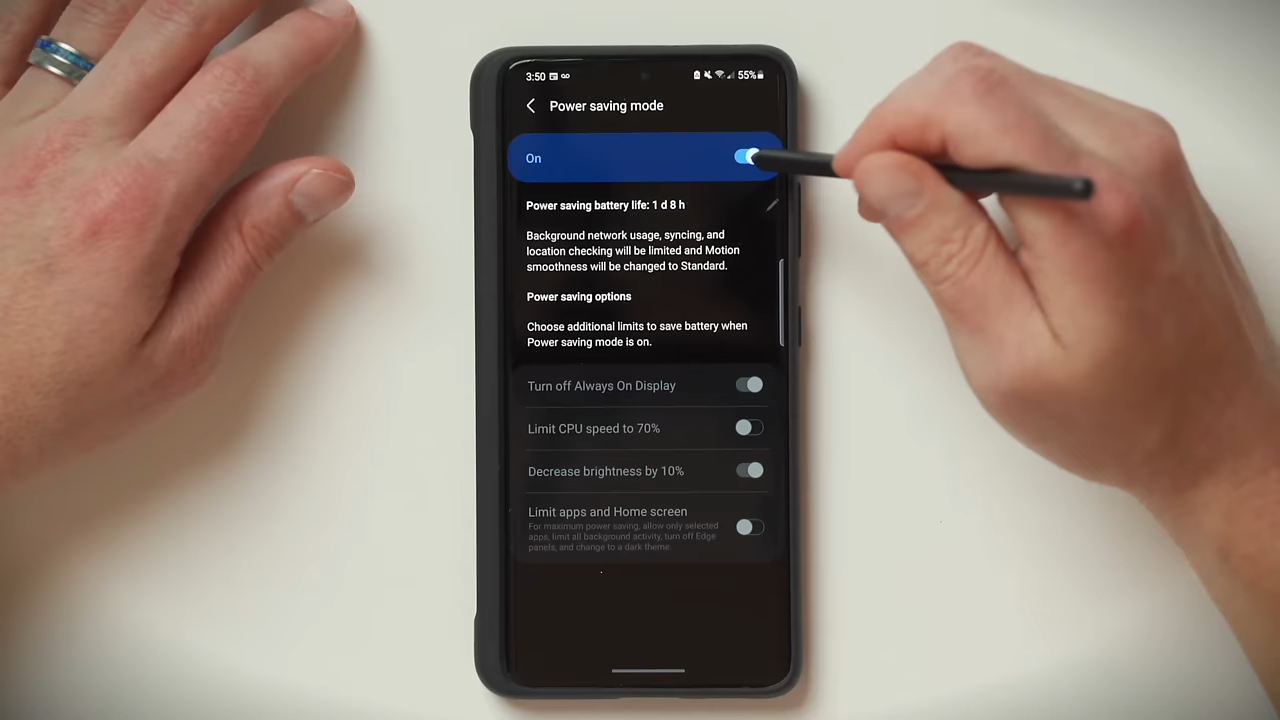 3:50 55%
Power saving mode
On
Power saving battery life: 1 d 8 h
Background network usage, syncing, and
location checking will be limited and Motion
smoothness will be changed to Standard.
Power saving options
Choose additional limits to save battery when
Power saving mode is on.
Turn off Always On Display
Limit CPU speed to 70%
Decrease brightness by 10%
Limit apps and Home screen
For maximum power saving, allow only selected
apps, limit all background activity, turn off Edge
panels, and change to a dark theme.